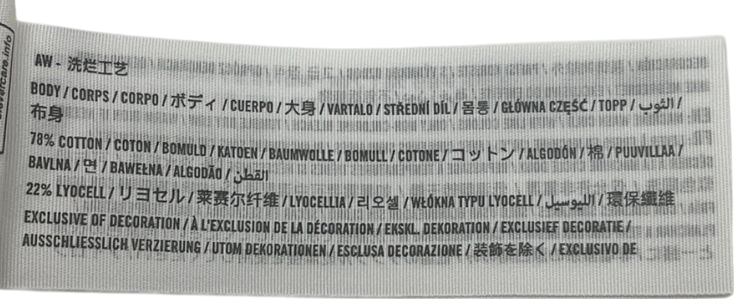 evercare.info
AW - 洗烂工艺
BODY / CORPS / CORPO / ボディ / CUERPO / 大身 / VARTALO / STŘEDNÍ DÍL / 몸통 / GŁÓWNA CZĘŚĆ / TOPP / الثوب /
布身
78% COTTON / COTON / BOMULD / KATOEN / BAUMWOLLE / BOMULL / COTONE / コットン / ALGODÓN / 棉 / PUUVILLAA /
BAVLNA / 면 / BAWEŁNA / ALGODÃO / القطن
22% LYOCELL / リヨセル / 莱赛尔纤维 / LYOCELLIA / 리오셀 / WŁÓKNA TYPU LYOCELL / الليوسيل / 環保纖維
EXCLUSIVE OF DECORATION / À L'EXCLUSION DE LA DÉCORATION / EKSKL. DEKORATION / EXCLUSIEF DECORATIE /
AUSSCHLIESSLICH VERZIERUNG / UTOM DEKORATIONEN / ESCLUSA DECORAZIONE / 装飾を除く / EXCLUSIVO DE